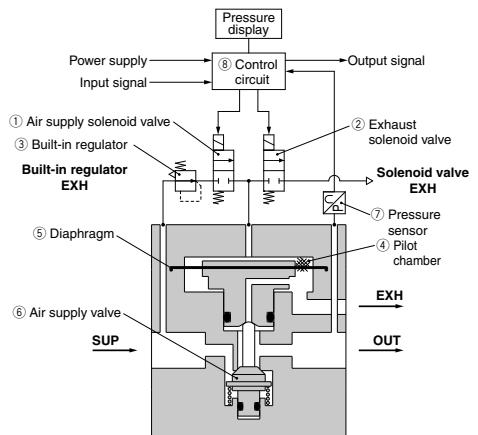 Pressure
display
Power supply
Input signal
⑧ Control
circuit
Output signal
① Air supply solenoid valve
③ Built-in regulator
Built-in regulator
EXH
② Exhaust
solenoid valve
Solenoid valve
EXH
P
⑦ Pressure
sensor
④ Pilot
chamber
⑤ Diaphragm
EXH
⑥ Air supply valve
SUP
OUT